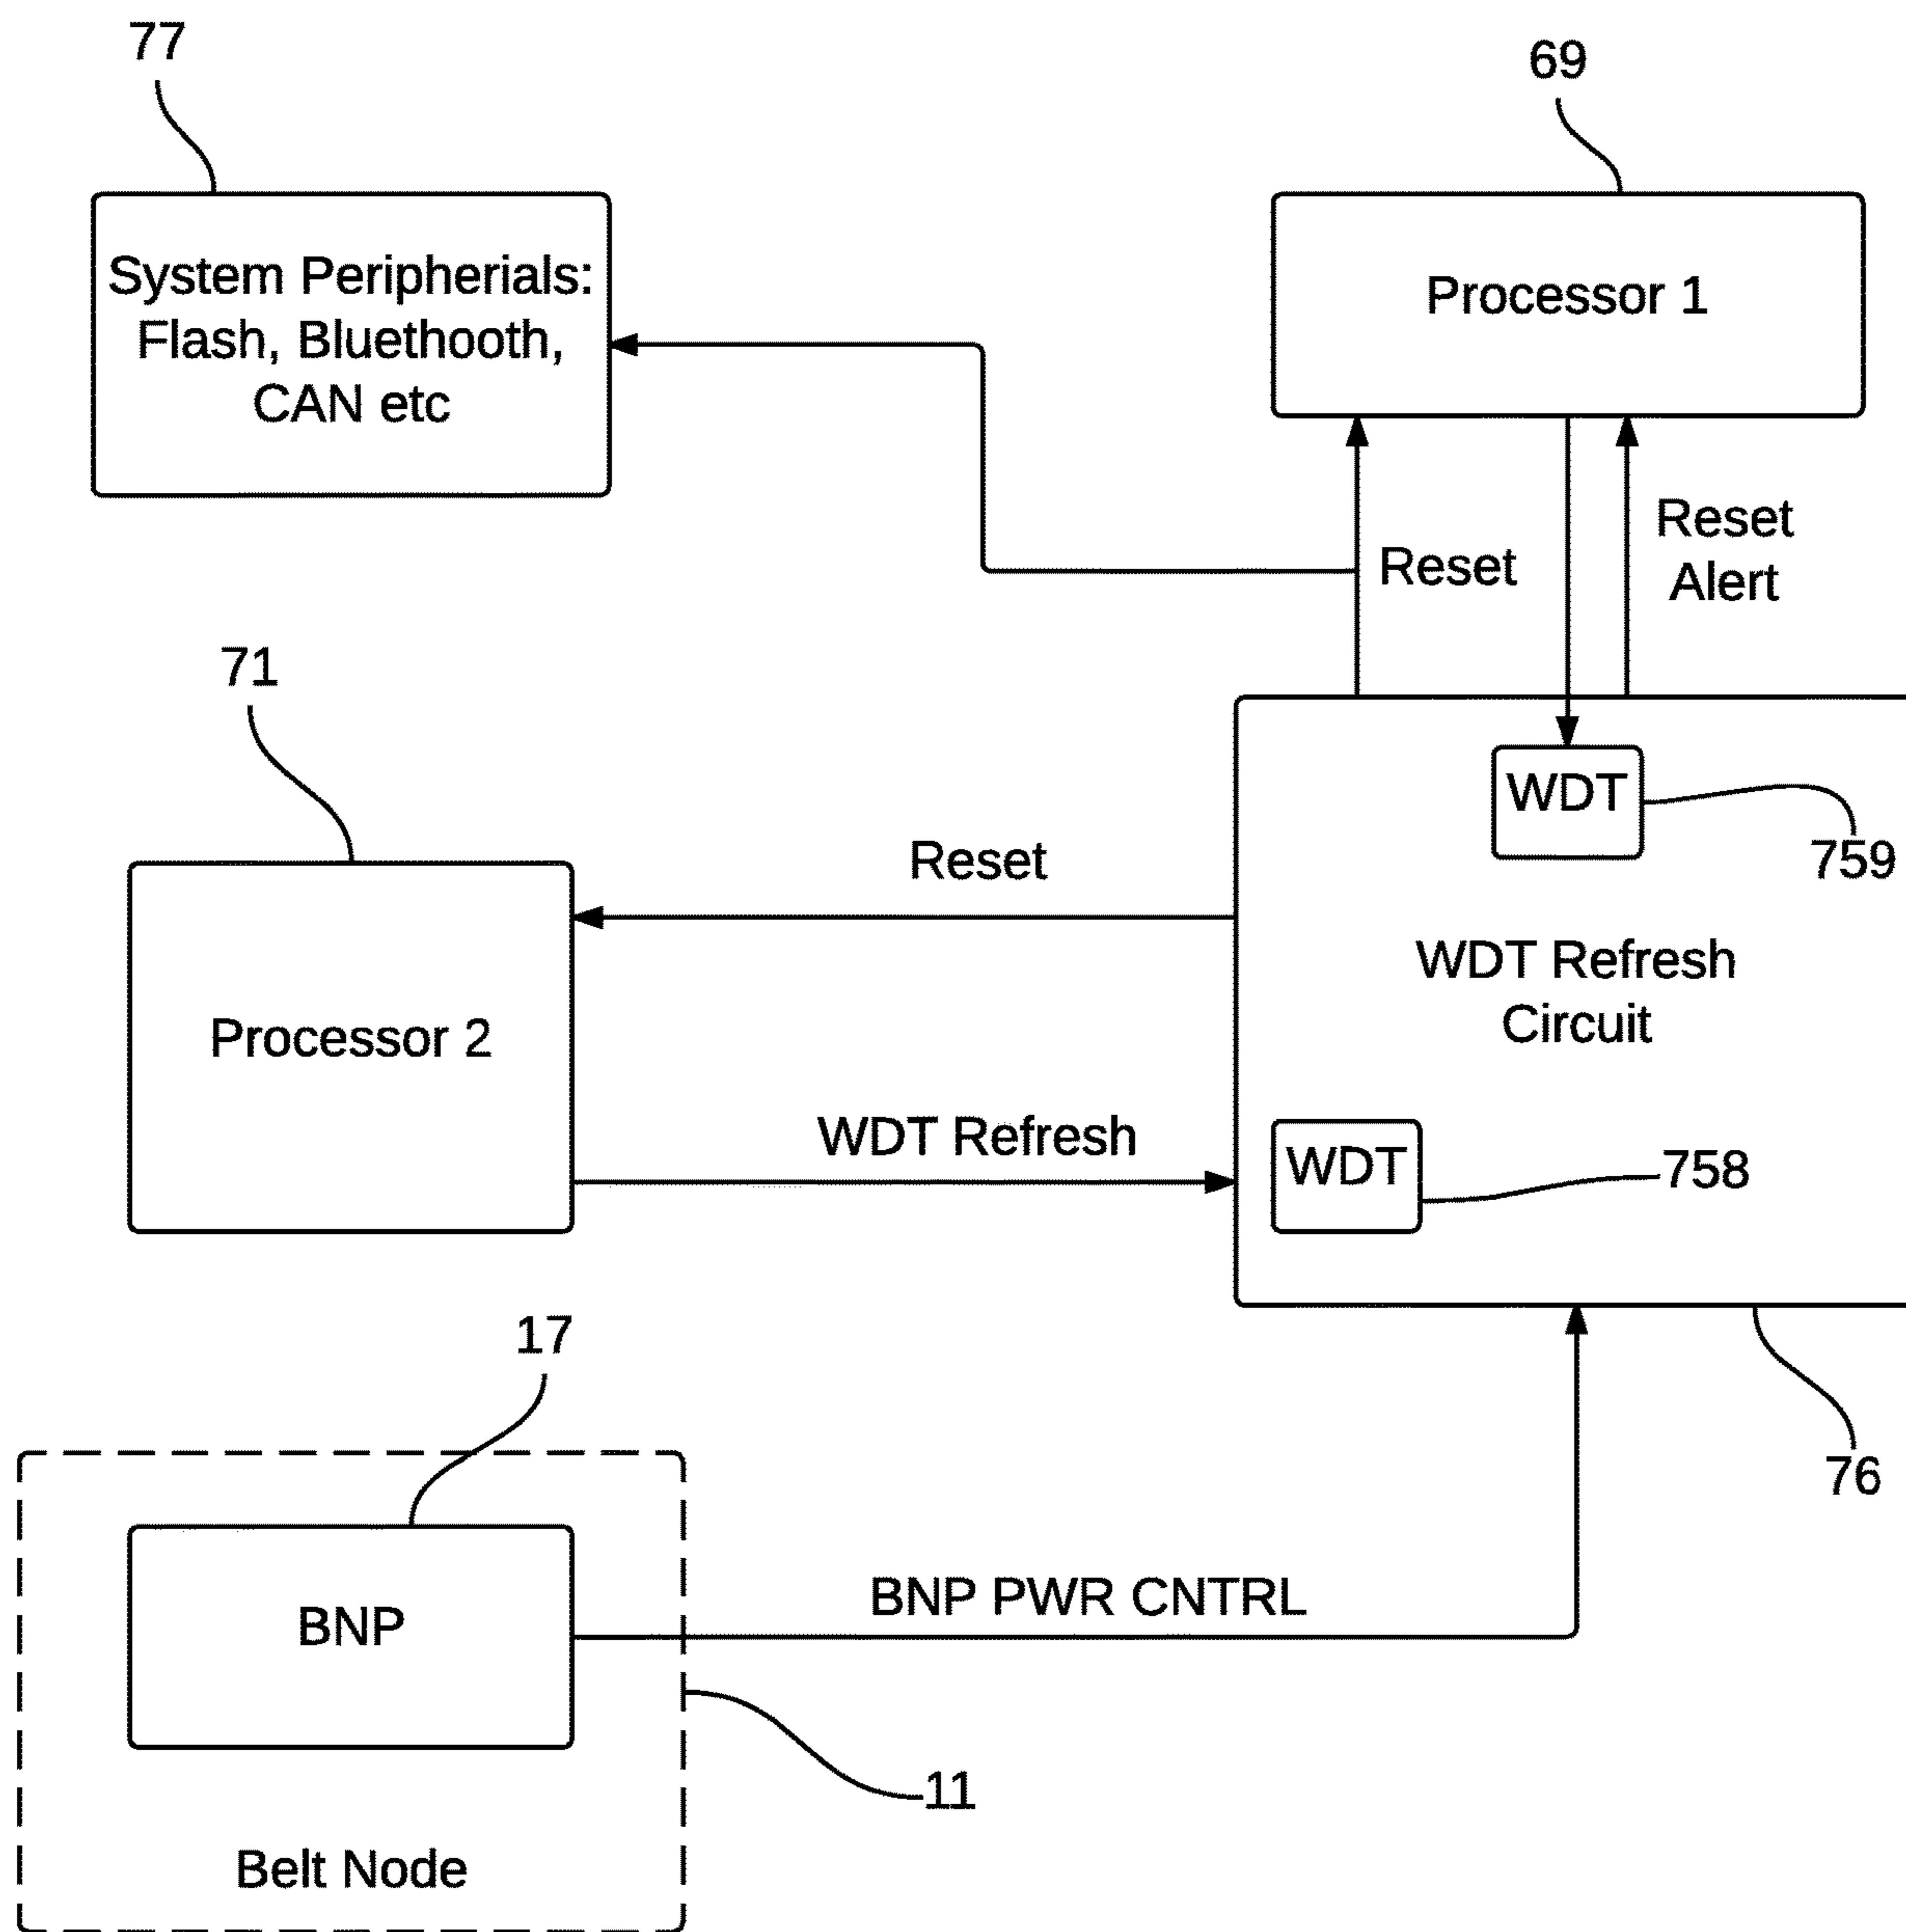 77
69
System Peripherials:
Flash, Bluethooth,
CAN etc
Processor 1
Reset
Reset
Alert
71
WDT
759
Reset
WDT Refresh
Circuit
Processor 2
WDT Refresh
WDT
758
17
76
BNP PWR CNTRL
BNP
11
Belt Node